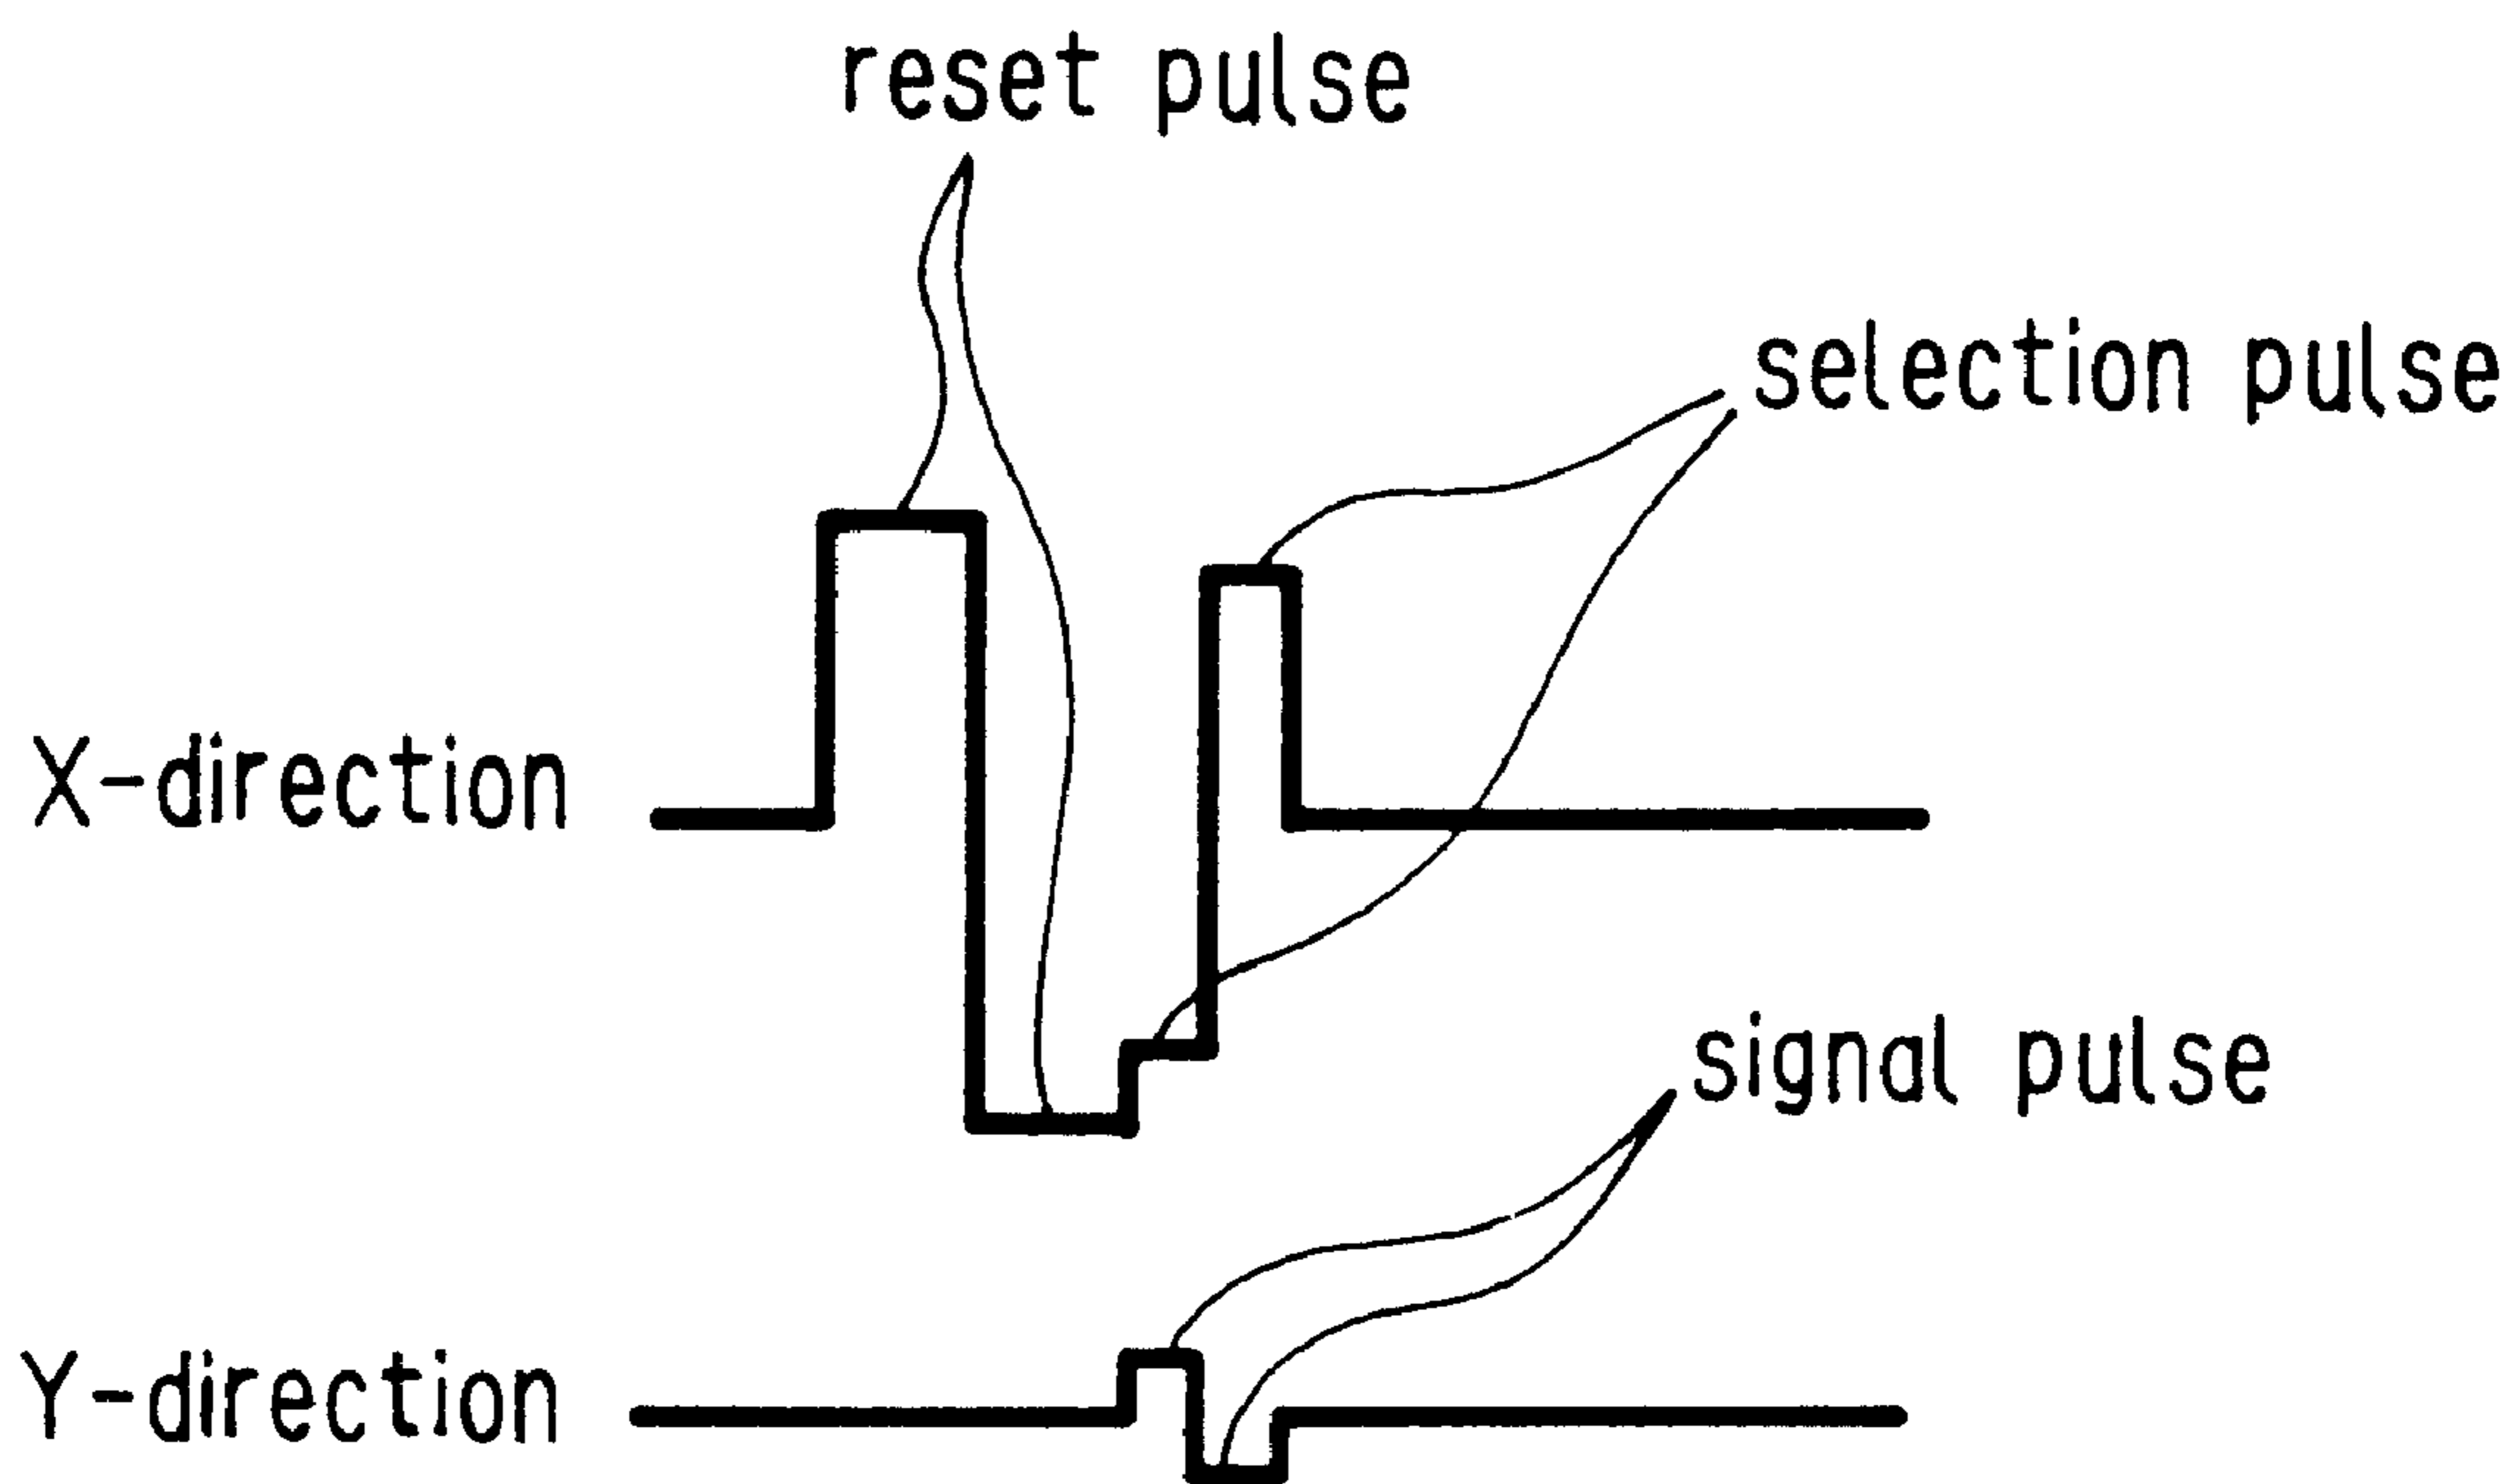 reset pulse
selection pulse
X-direction
signal pulse
Y-direction